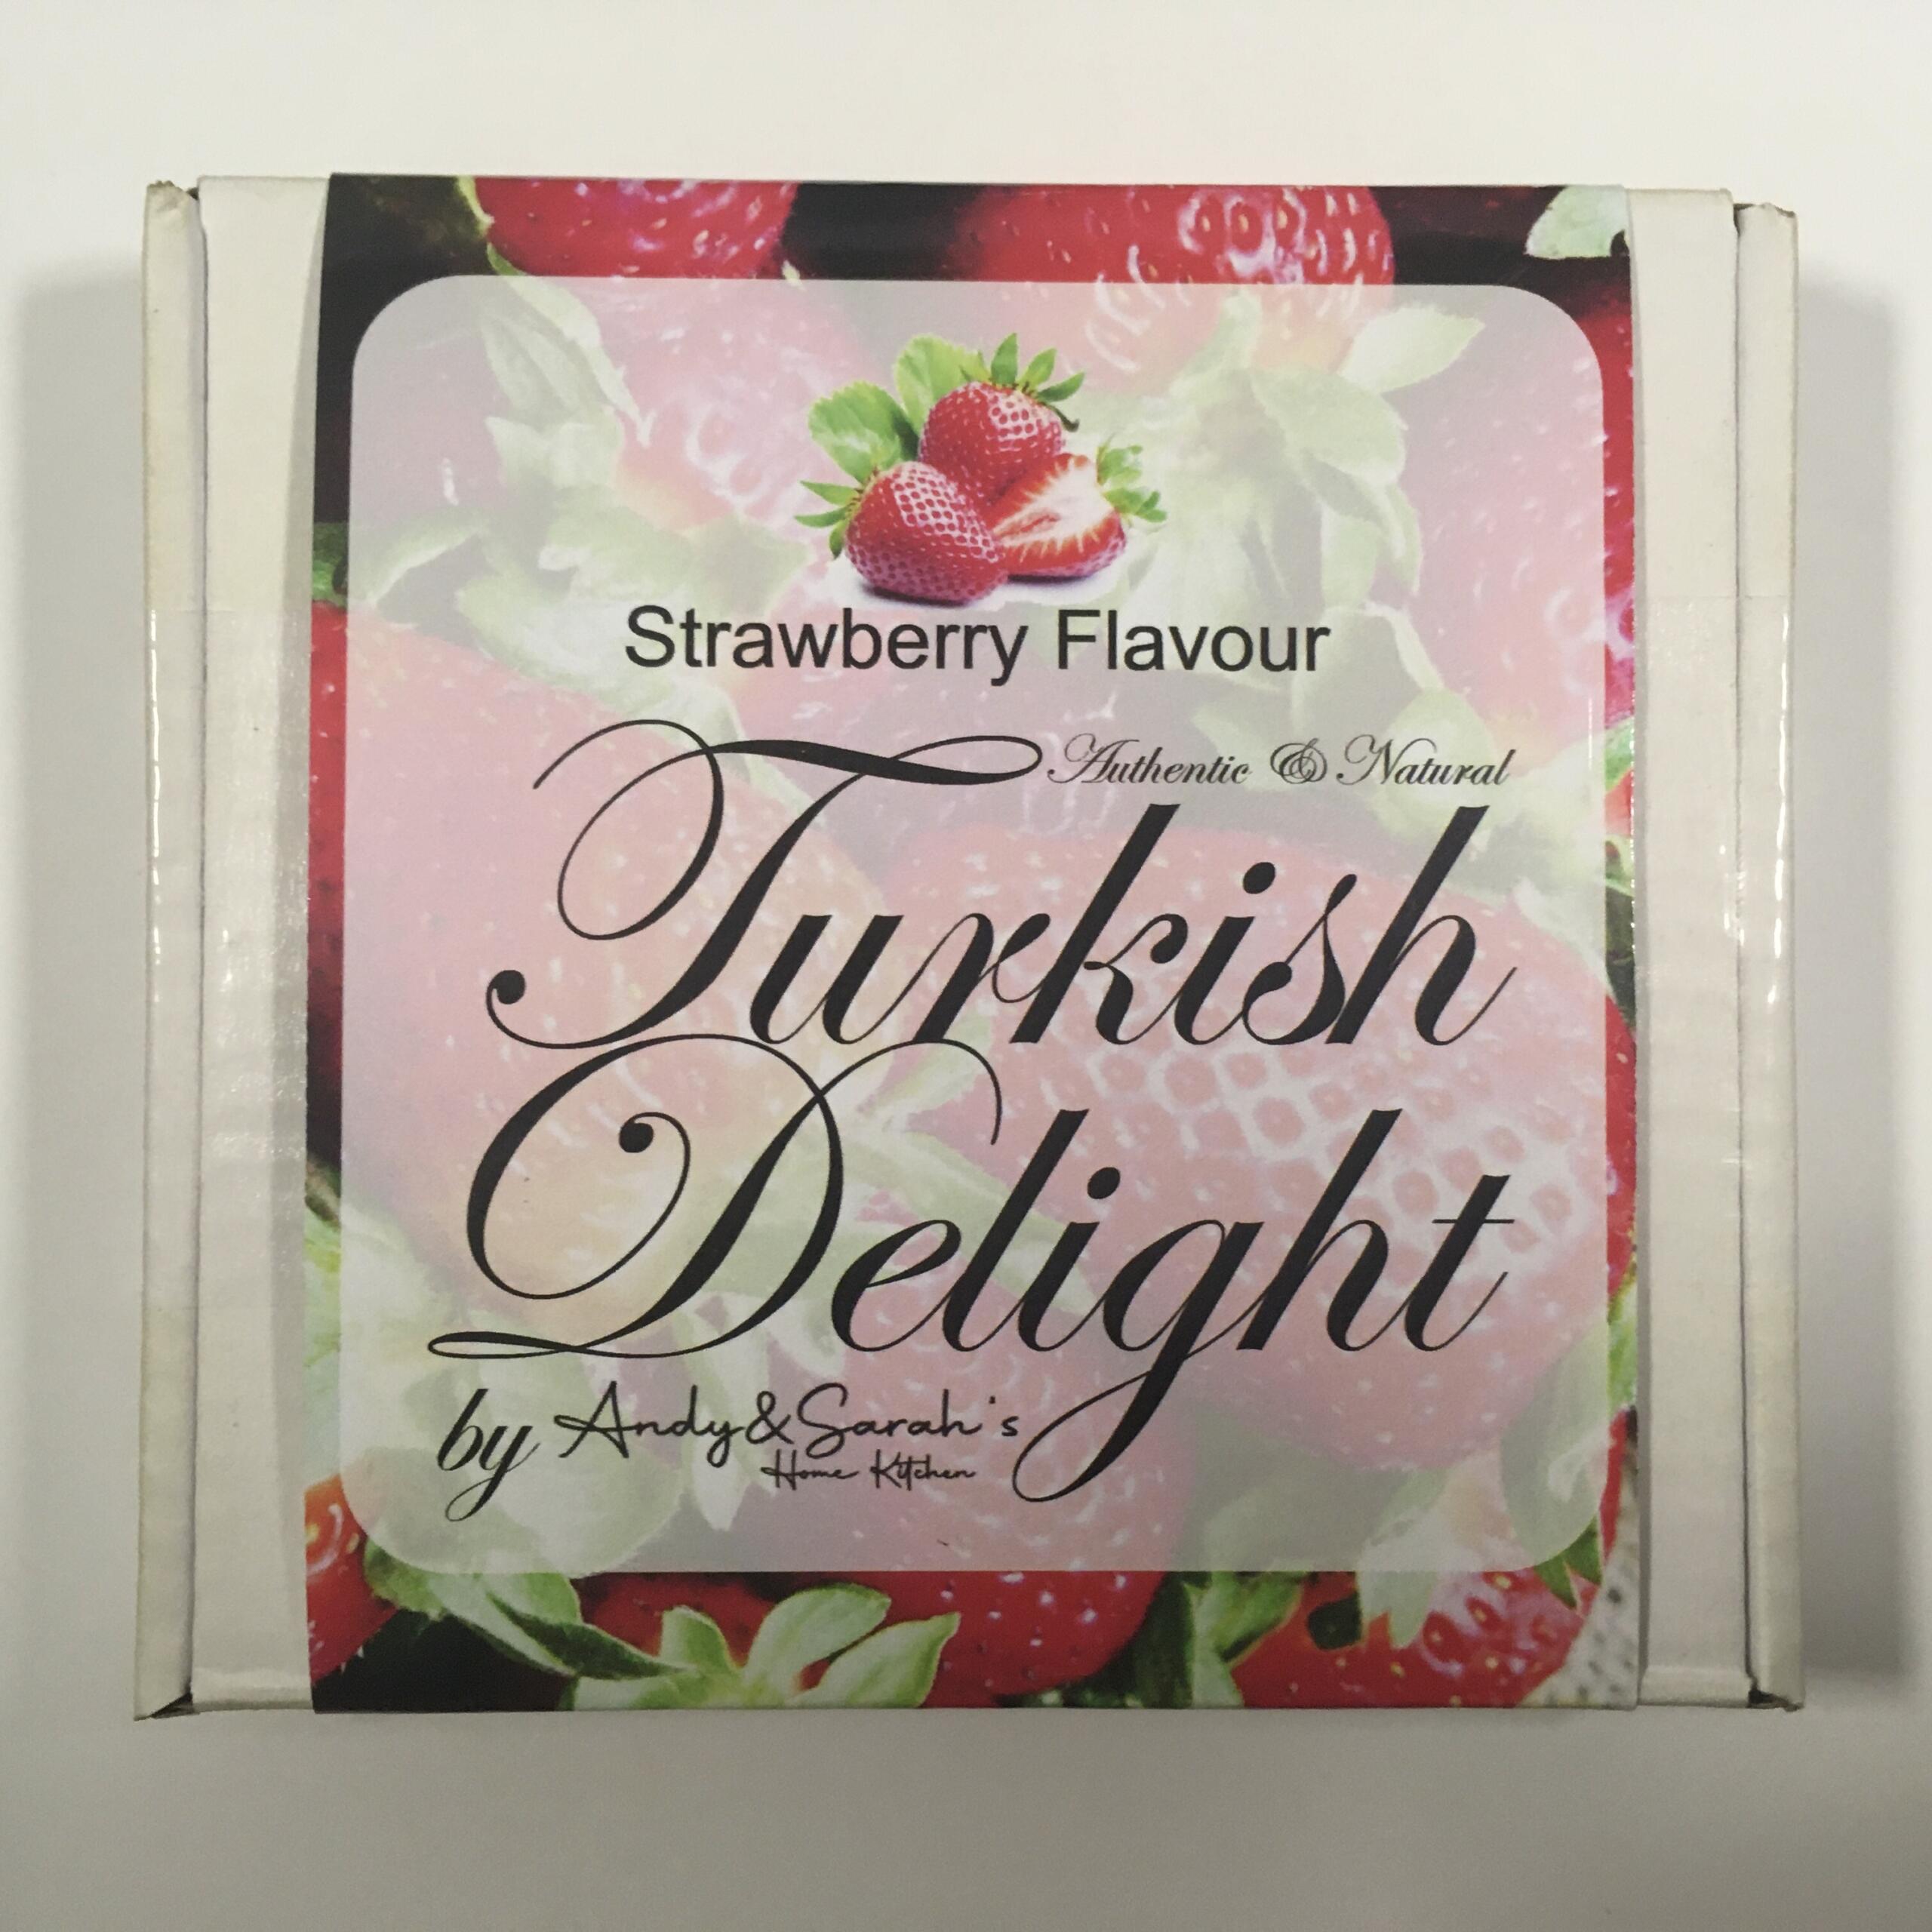 Strawberry Flavour
Authentic & Natural
Turkish
Delight
by Andy&Sarah's
Home Kitchen